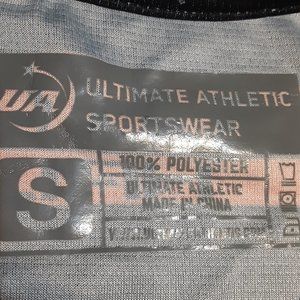 UA ULTIMATE ATHLETIC
SPORTSWEAR
S
100% POLYESTER
ULTIMATE ATHLETIC
MADE IN CHINA